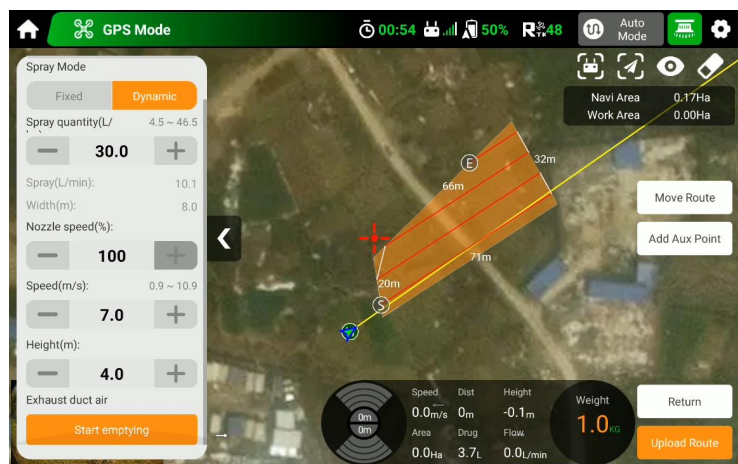 GPS Mode
00:54
50%
R TK 48
Auto
Mode
Spray Mode
Fixed
Dynamic
Spray quantity(L/
4.5 ~ 46.5
30.0
Spray(L/min):
10.1
Width(m):
8.0
Nozzle speed(%):
100
Speed(m/s):
0.9 ~ 10.9
7.0
Height(m):
4.0
Exhaust duct air
Start emptying
Navi Area 0.17Ha
Work Area 0.00Ha
E
32m
66m
71m
20m
S
Move Route
Add Aux Point
0m
0m
Speed Dist Height
0.0m/s 0m -0.1m
Area Drug Flow
0.0Ha 3.7L 0.0L/min
Weight
1.0KG
Return
Upload Route